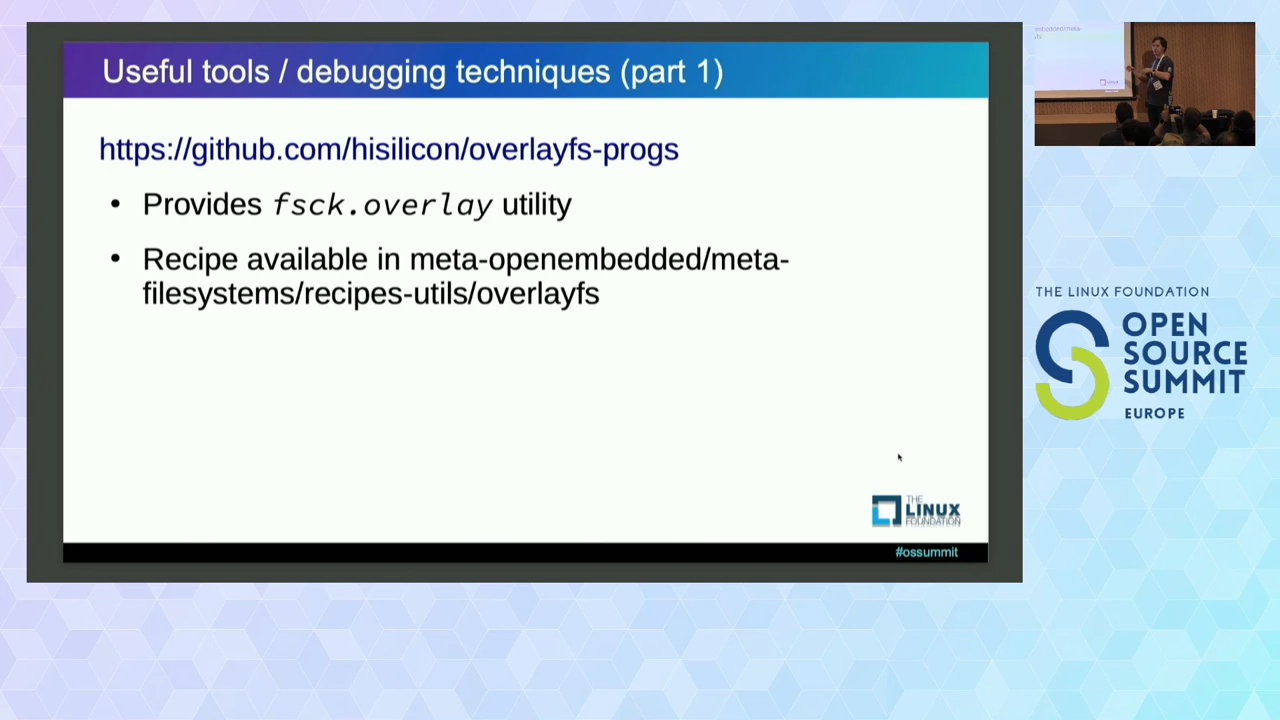 Useful tools / debugging techniques (part 1)
https://github.com/hisilicon/overlayfs-progs
• Provides fsck.overlay utility
• Recipe available in meta-openembedded/meta-
filesystems/recipes-utils/overlayfs
THE
LINUX
FOUNDATION
#ossummit
THE LINUX FOUNDATION
OPEN
SOURCE
SUMMIT
EUROPE